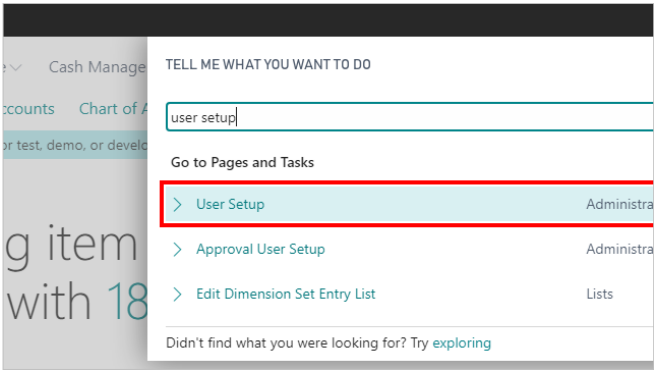 Cash Manage
TELL ME WHAT YOU WANT TO DO
ccounts Chart of A
user setup
or test, demo, or develo
Go to Pages and Tasks
User Setup Administra
g item
Approval User Setup Administra
with 18
Edit Dimension Set Entry List Lists
Didn't find what you were looking for? Try exploring